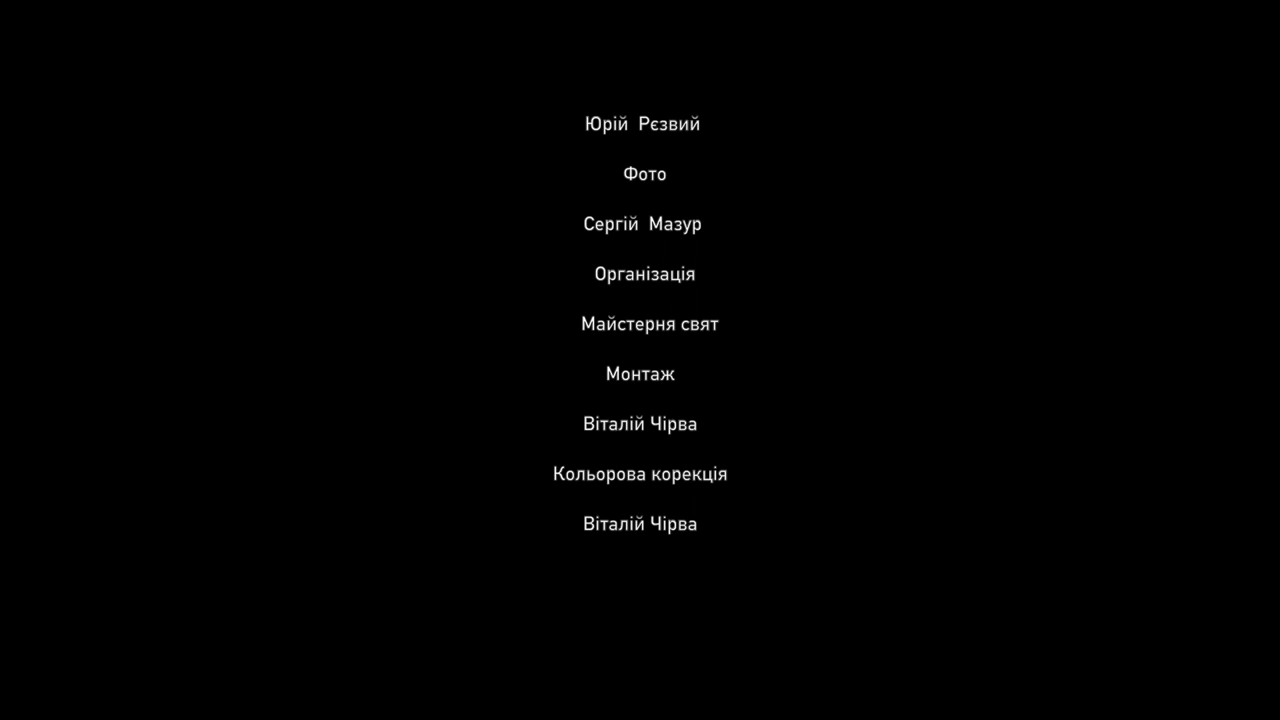 Юрій  Рєзвий
Фото
Сергій  Мазур
Організація
Майстерня свят
Монтаж
Віталій Чірва
Кольорова корекція
Віталій Чірва